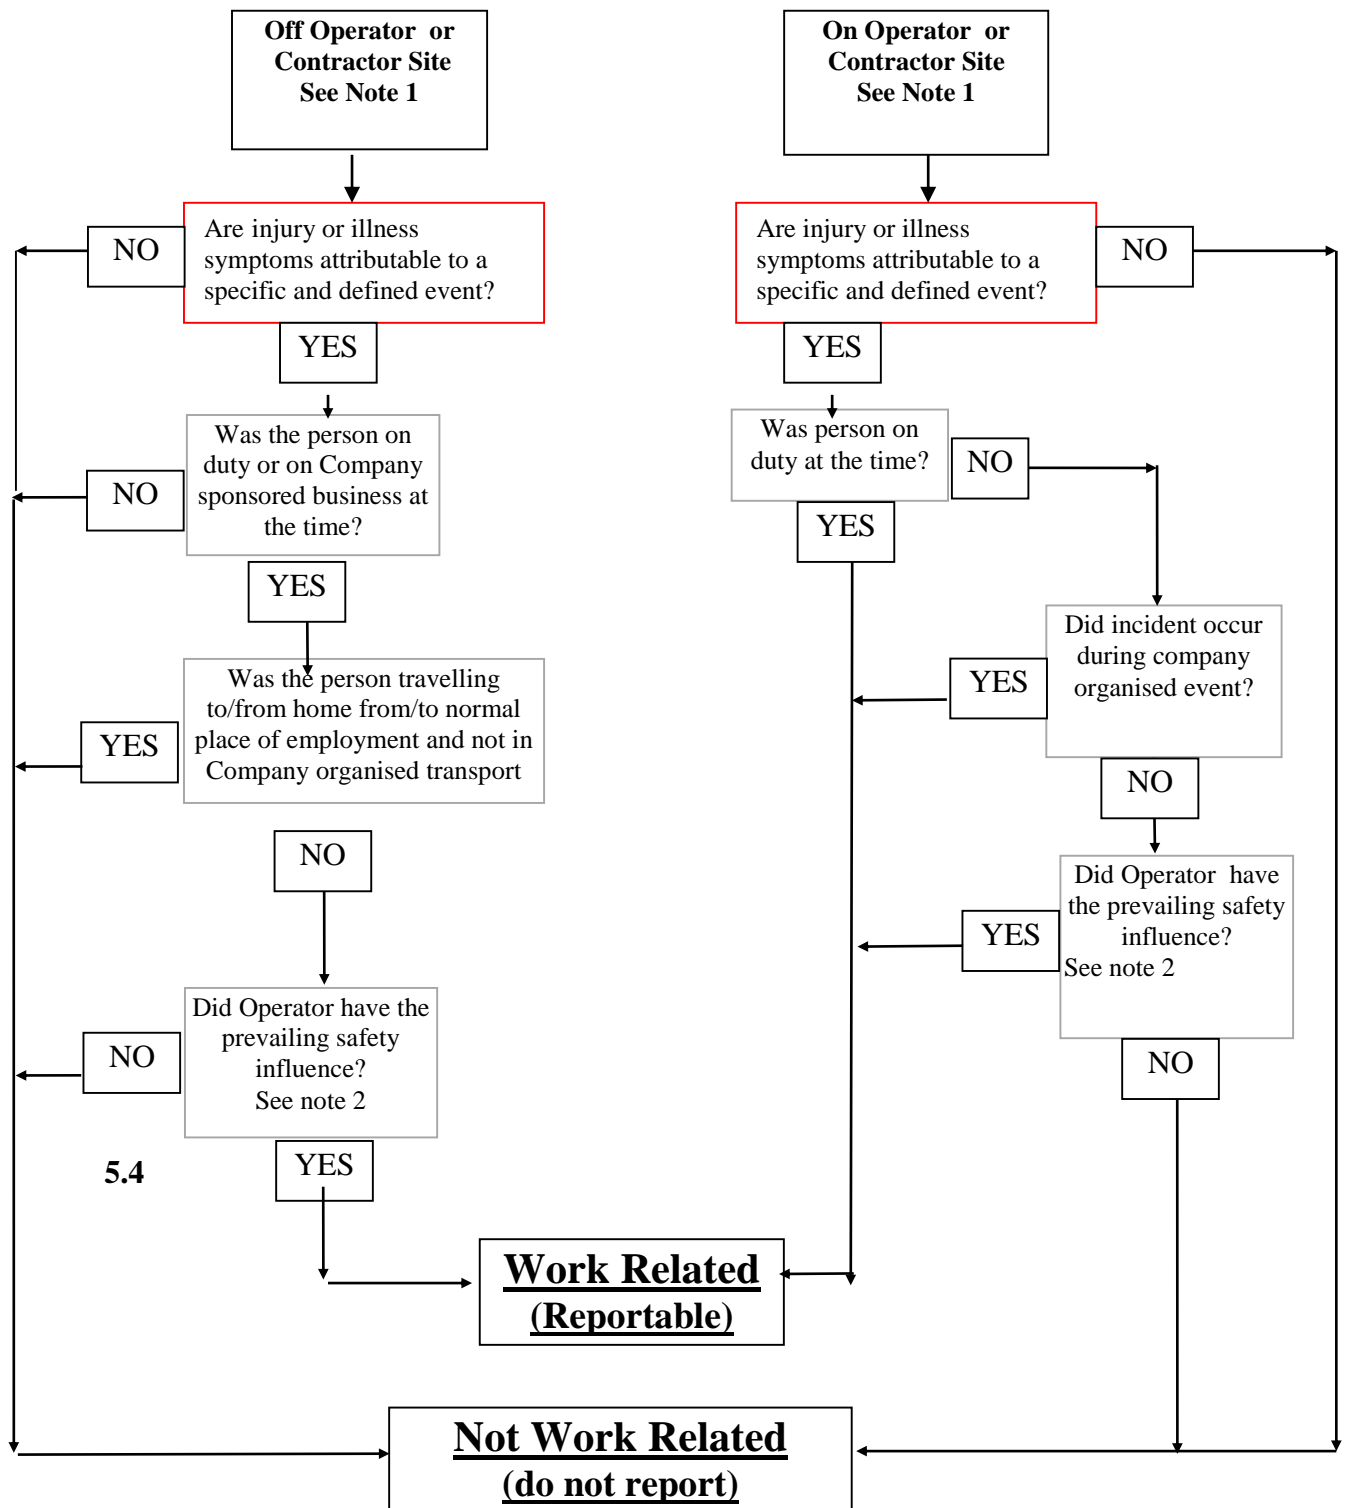 Off Operator or
Contractor Site
See Note 1
On Operator or
Contractor Site
See Note 1
NO
Are injury or illness
symptoms attributable to a
specific and defined event?
YES
Are injury or illness
symptoms attributable to a
specific and defined event?
NO
YES
NO
Was the person on
duty or on Company
sponsored business at
the time?
YES
Was person on
duty at the time?
NO
YES
YES
Was the person travelling
to/from home from/to normal
place of employment and not in
Company organised transport
NO
YES
Did incident occur
during company
organised event?
NO
YES
Did Operator have
the prevailing safety
influence?
See note 2
NO
NO
Did Operator have the
prevailing safety
influence?
See note 2
YES
5.4
Work Related
(Reportable)
Not Work Related
(do not report)